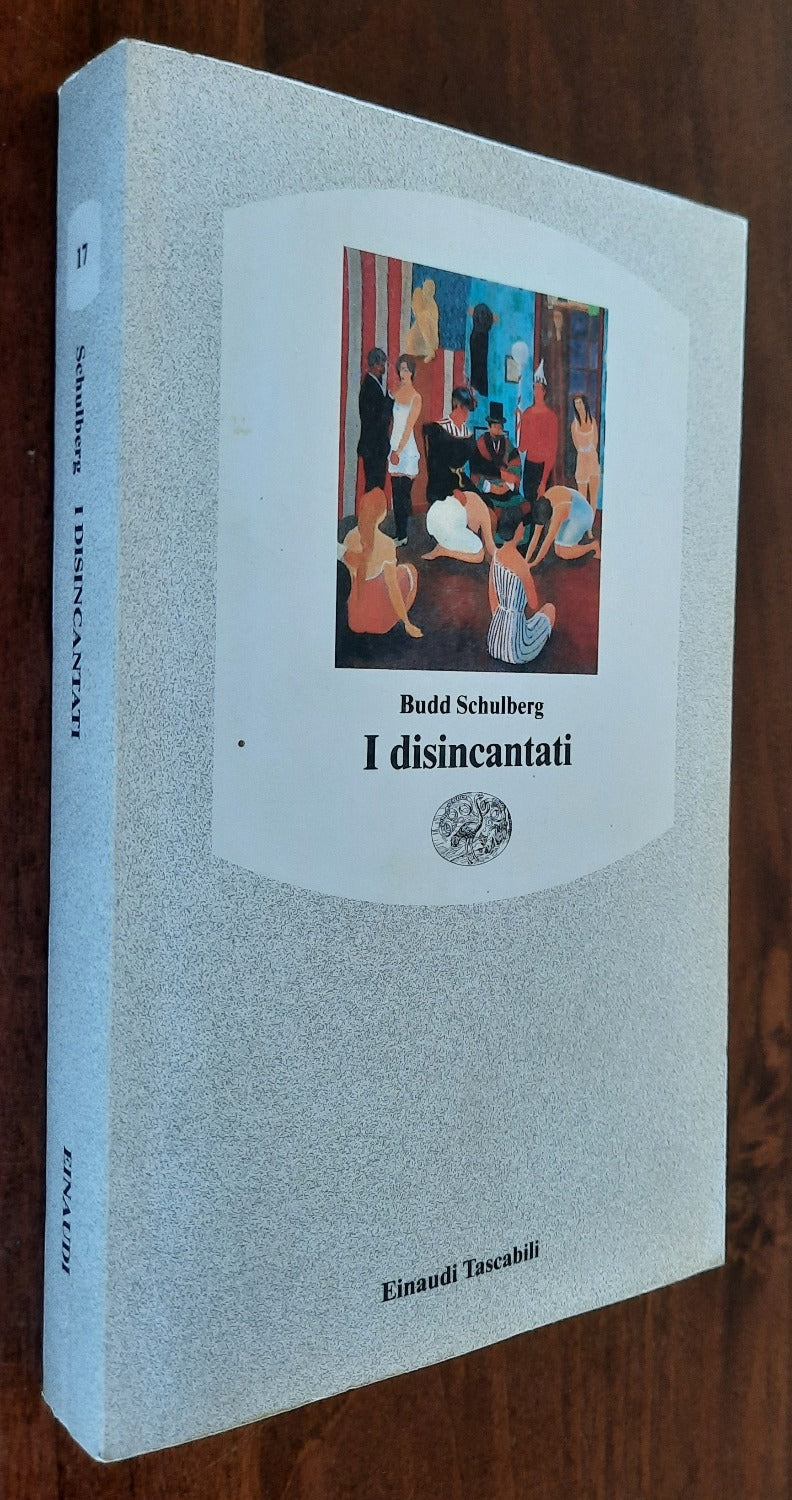 17
Schulberg I DISINCANTATI
EINAUDI
Budd Schulberg
I disincantati
Einaudi Tascabili